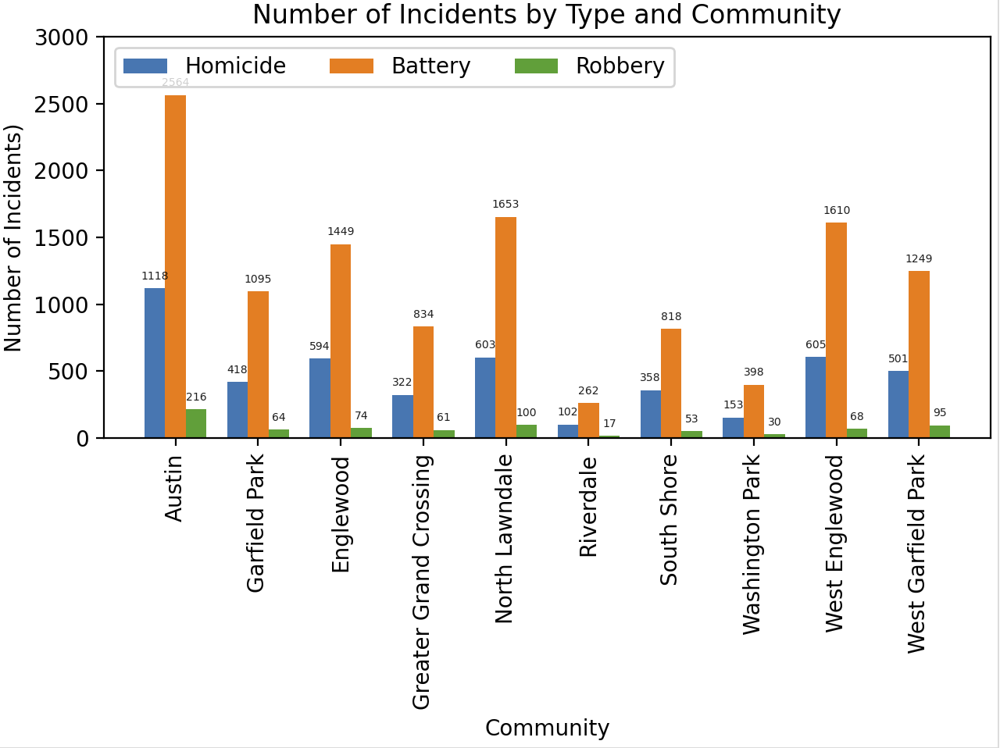 Number of Incidents by Type and Community
Number of Incidents)
3000
2500
2000
1500
1000
500
0
Homicide Battery Robbery
2564
1118
216
418
1095
64
594
1449
74
322
834
61
603
1653
100
102
262
17
358
818
53
153
398
30
605
1610
68
501
1249
95
Austin
Garfield Park
Englewood
Greater Grand Crossing
North Lawndale
Riverdale
South Shore
Washington Park
West Englewood
West Garfield Park
Community